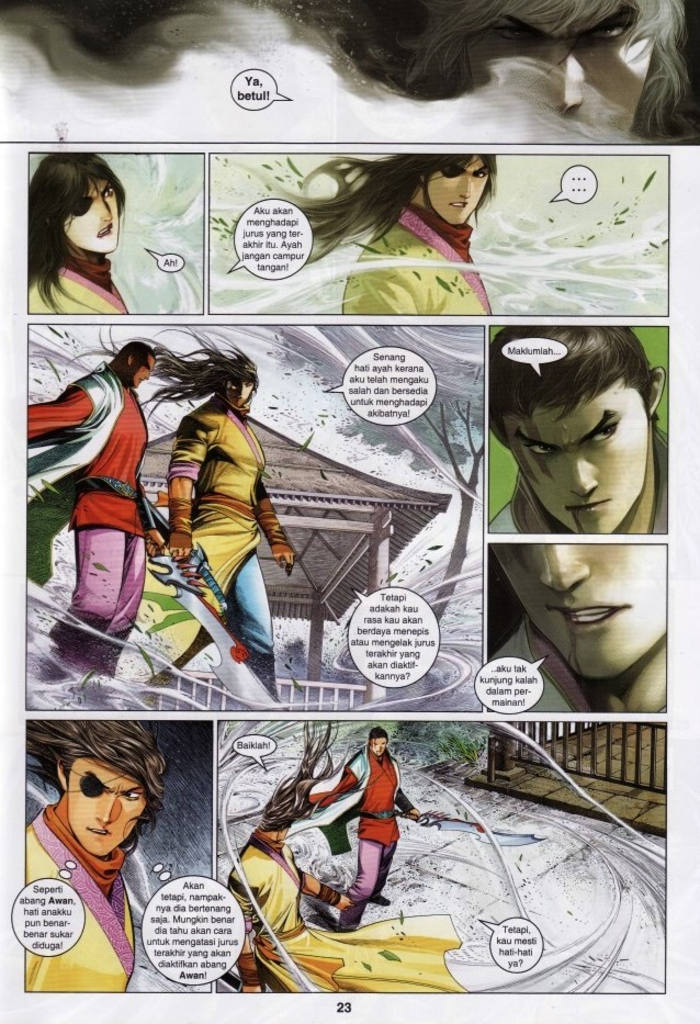 Ya,
betul!
Ah!
Aku akan
menghadapi
jurus yang ter-
akhir itu. Ayah
jangan campur
tangan!
...
...
Senang
hati ayah kerana
aku telah mengaku
salah dan bersedia
untuk menghadapi
akibatnya!
Tetapi
adakah kau
rasa kau akan
berdaya menepis
atau mengelak jurus
terakhir yang
akan diaktif-
kannya?
Maklumlah...
..aku tak
kunjung kalah
dalam per-
mainan!
Seperti
abang Awan,
hati anakku
pun benar-
benar sukar
diduga!
Akan
tetapi, nampak-
nya dia bertenang
saja. Mungkin benar
dia tahu akan cara
untuk mengatasi jurus
terakhir yang akan
diaktifkan abang
Awan!
Baiklah!
Tetapi,
kau mesti
hati-hati
ya?
23